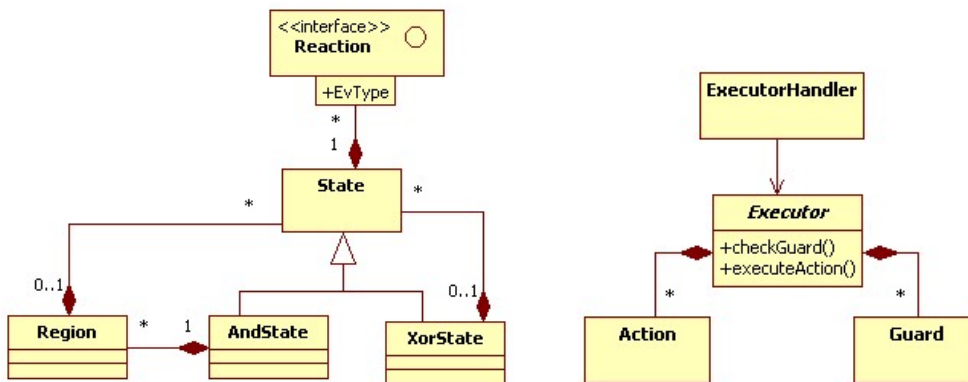 <<interface>>
Reaction
+EvType
*
1
State
*
*
0..1
0..1
Region
*
1
AndState
XorState
ExecutorHandler
Executor
+checkGuard()
+executeAction()
*
*
Action
Guard